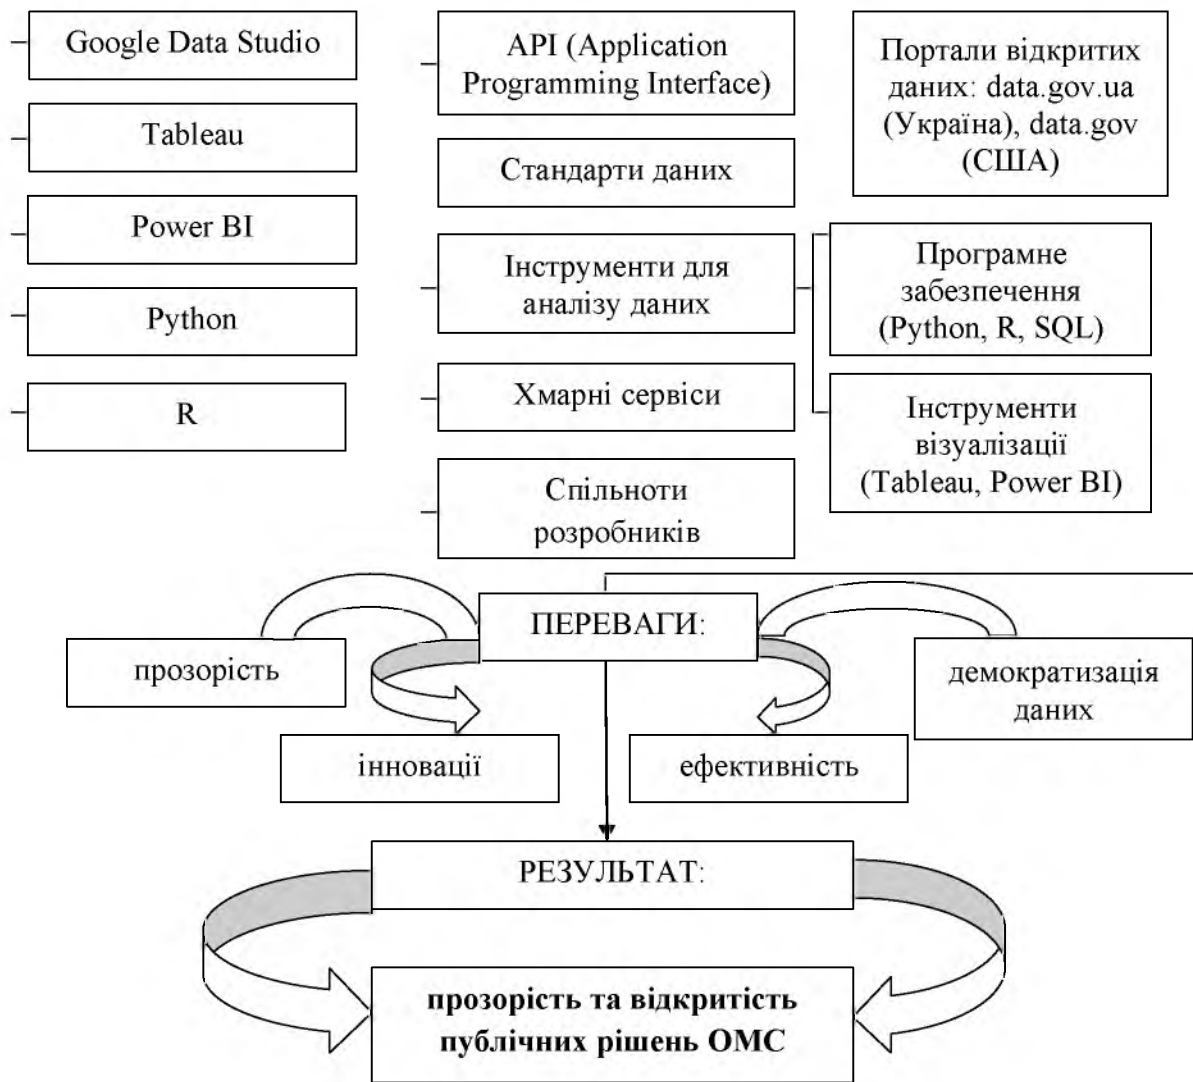 Google Data Studio
Tableau
Power BI
Python
R
API (Application
Programming Interface)
Стандарти даних
Інструменти для
аналізу даних
Хмарні сервіси
Спільноти
розробників
Портали відкритих
даних: data.gov.ua
(Україна), data.gov
(США)
Програмне
забезпечення
(Python, R, SQL)
Інструменти
візуалізації
(Tableau, Power BI)
ПЕРЕВАГИ:
прозорість
демократизація
даних
інновації
ефективність
РЕЗУЛЬТАТ:
прозорість та відкритість
публічних рішень ОМС